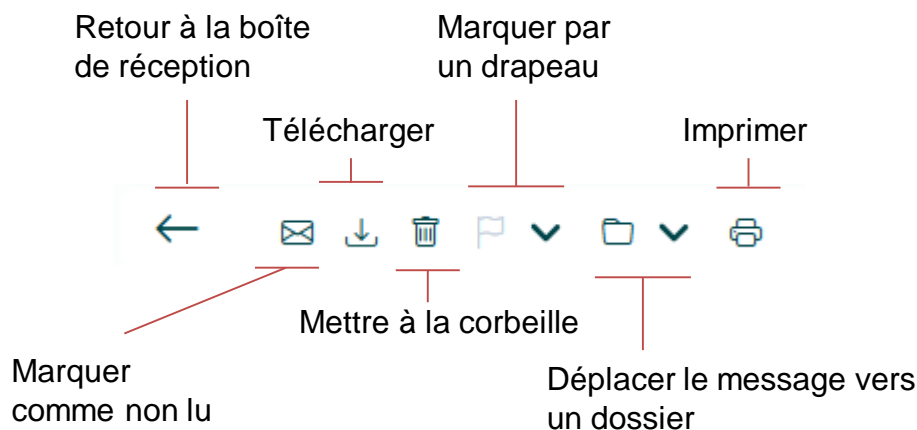 Retour à la boîte
de réception
Marquer par
un drapeau
Télécharger
Imprimer
Mettre à la corbeille
Marquer
comme non lu
Déplacer le message vers
un dossier